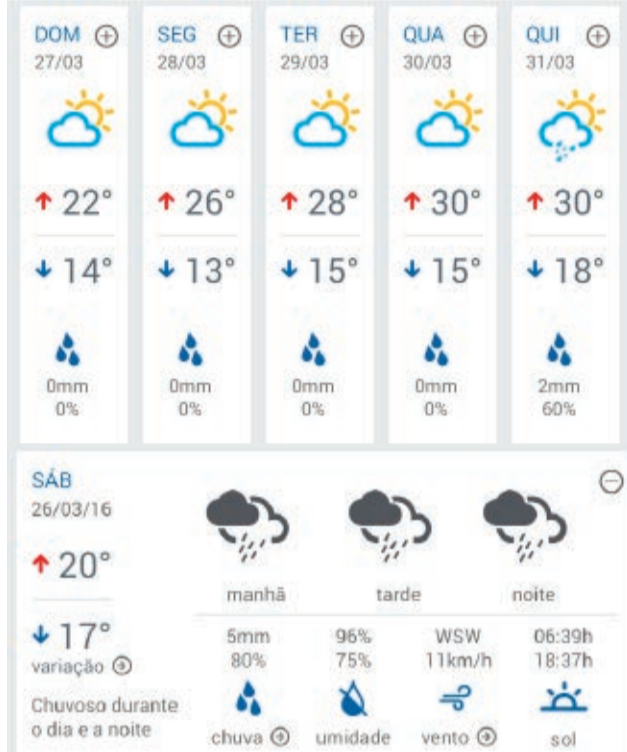 DOM
27/03
↑ 22°
↓ 14°
0mm
0%
SEG
28/03
↑ 26°
↓ 13°
0mm
0%
TER
29/03
↑ 28°
↓ 15°
0mm
0%
QUA
30/03
↑ 30°
↓ 15°
0mm
0%
QUI
31/03
↑ 30°
↓ 18°
2mm
60%
SÁB
26/03/16
↑ 20°
↓ 17°
variação
Chuvoso durante
o dia e a noite
manhã tarde noite
5mm 96% WSW 06:39h
80% 75% 11km/h 18:37h
chuva umidade vento sol